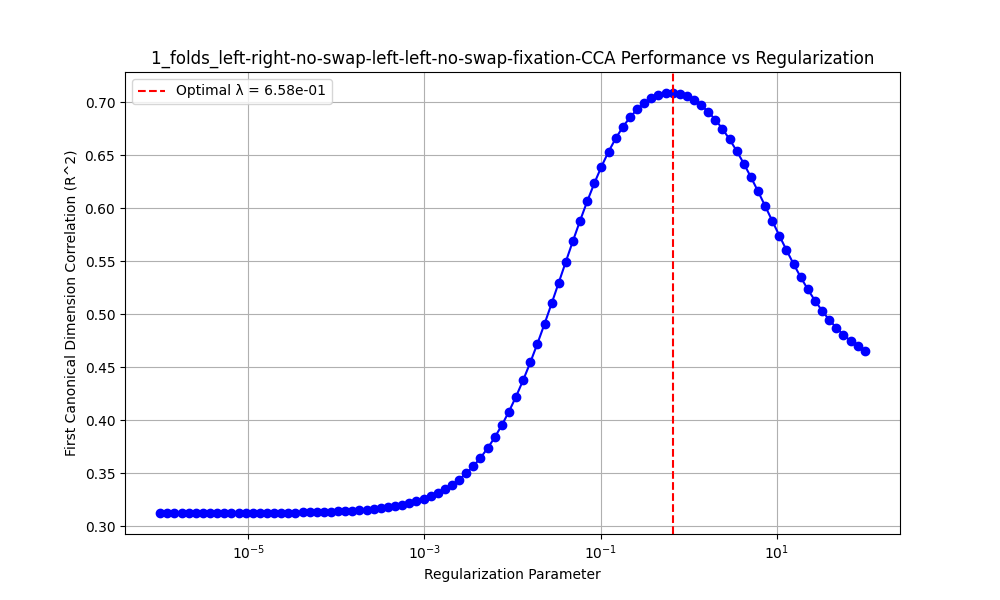 1_folds_left-right-no-swap-left-left-no-swap-fixation-CCA Performance vs Regularization
Optimal λ = 6.58e-01
First Canonical Dimension Correlation (R^2)
0.70
0.65
0.60
0.55
0.50
0.45
0.40
0.35
0.30
10^-5 10^-3 10^-1 10^1
Regularization Parameter